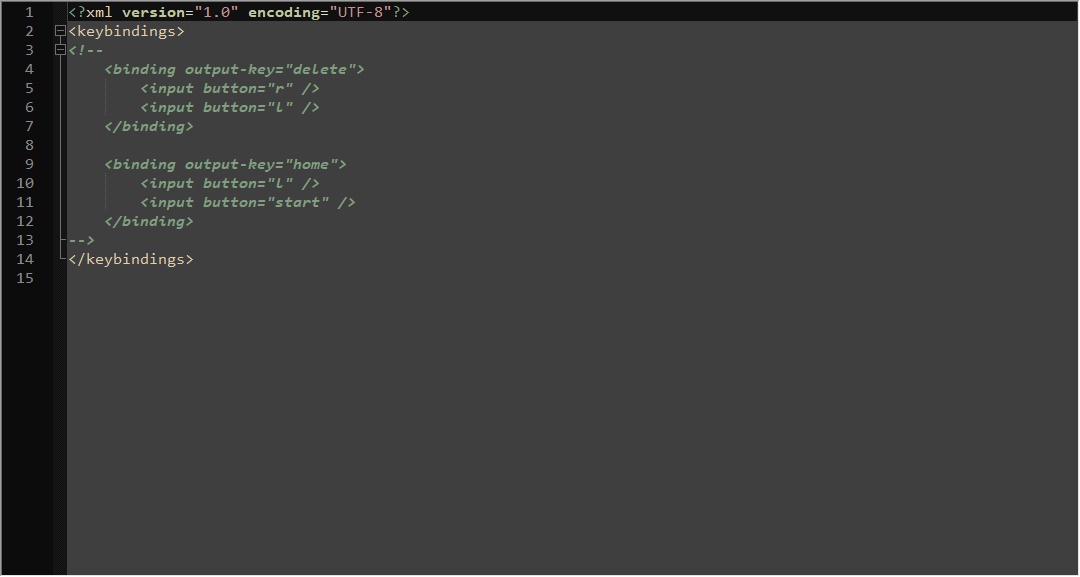 1 <?xml version="1.0" encoding="UTF-8"?>
2 <keybindings>
3 <!--
4     <binding output-key="delete">
5         <input button="r" />
6         <input button="l" />
7     </binding>
8
9     <binding output-key="home">
10         <input button="l" />
11         <input button="start" />
12     </binding>
13 -->
14 </keybindings>
15